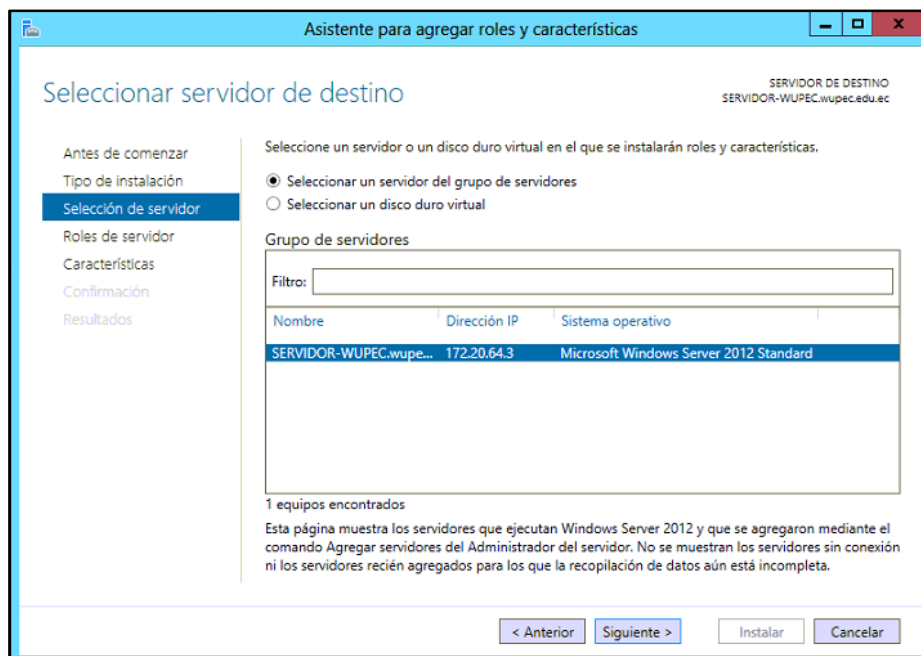 Asistente para agregar roles y características
Seleccionar servidor de destino
SERVIDOR DE DESTINO
SERVIDOR-WUPEC.wupec.edu.ec
Antes de comenzar
Tipo de instalación
Selección de servidor
Roles de servidor
Características
Confirmación
Resultados
Seleccione un servidor o un disco duro virtual en el que se instalarán roles y características.
Seleccionar un servidor del grupo de servidores
Seleccionar un disco duro virtual
Grupo de servidores
Filtro:
Nombre Dirección IP Sistema operativo
SERVIDOR-WUPEC.wupe... 172.20.64.3 Microsoft Windows Server 2012 Standard
1 equipos encontrados
Esta página muestra los servidores que ejecutan Windows Server 2012 y que se agregaron mediante el
comando Agregar servidores del Administrador del servidor. No se muestran los servidores sin conexión
ni los servidores recién agregados para los que la recopilación de datos aún está incompleta.
< Anterior Siguiente > Instalar Cancelar